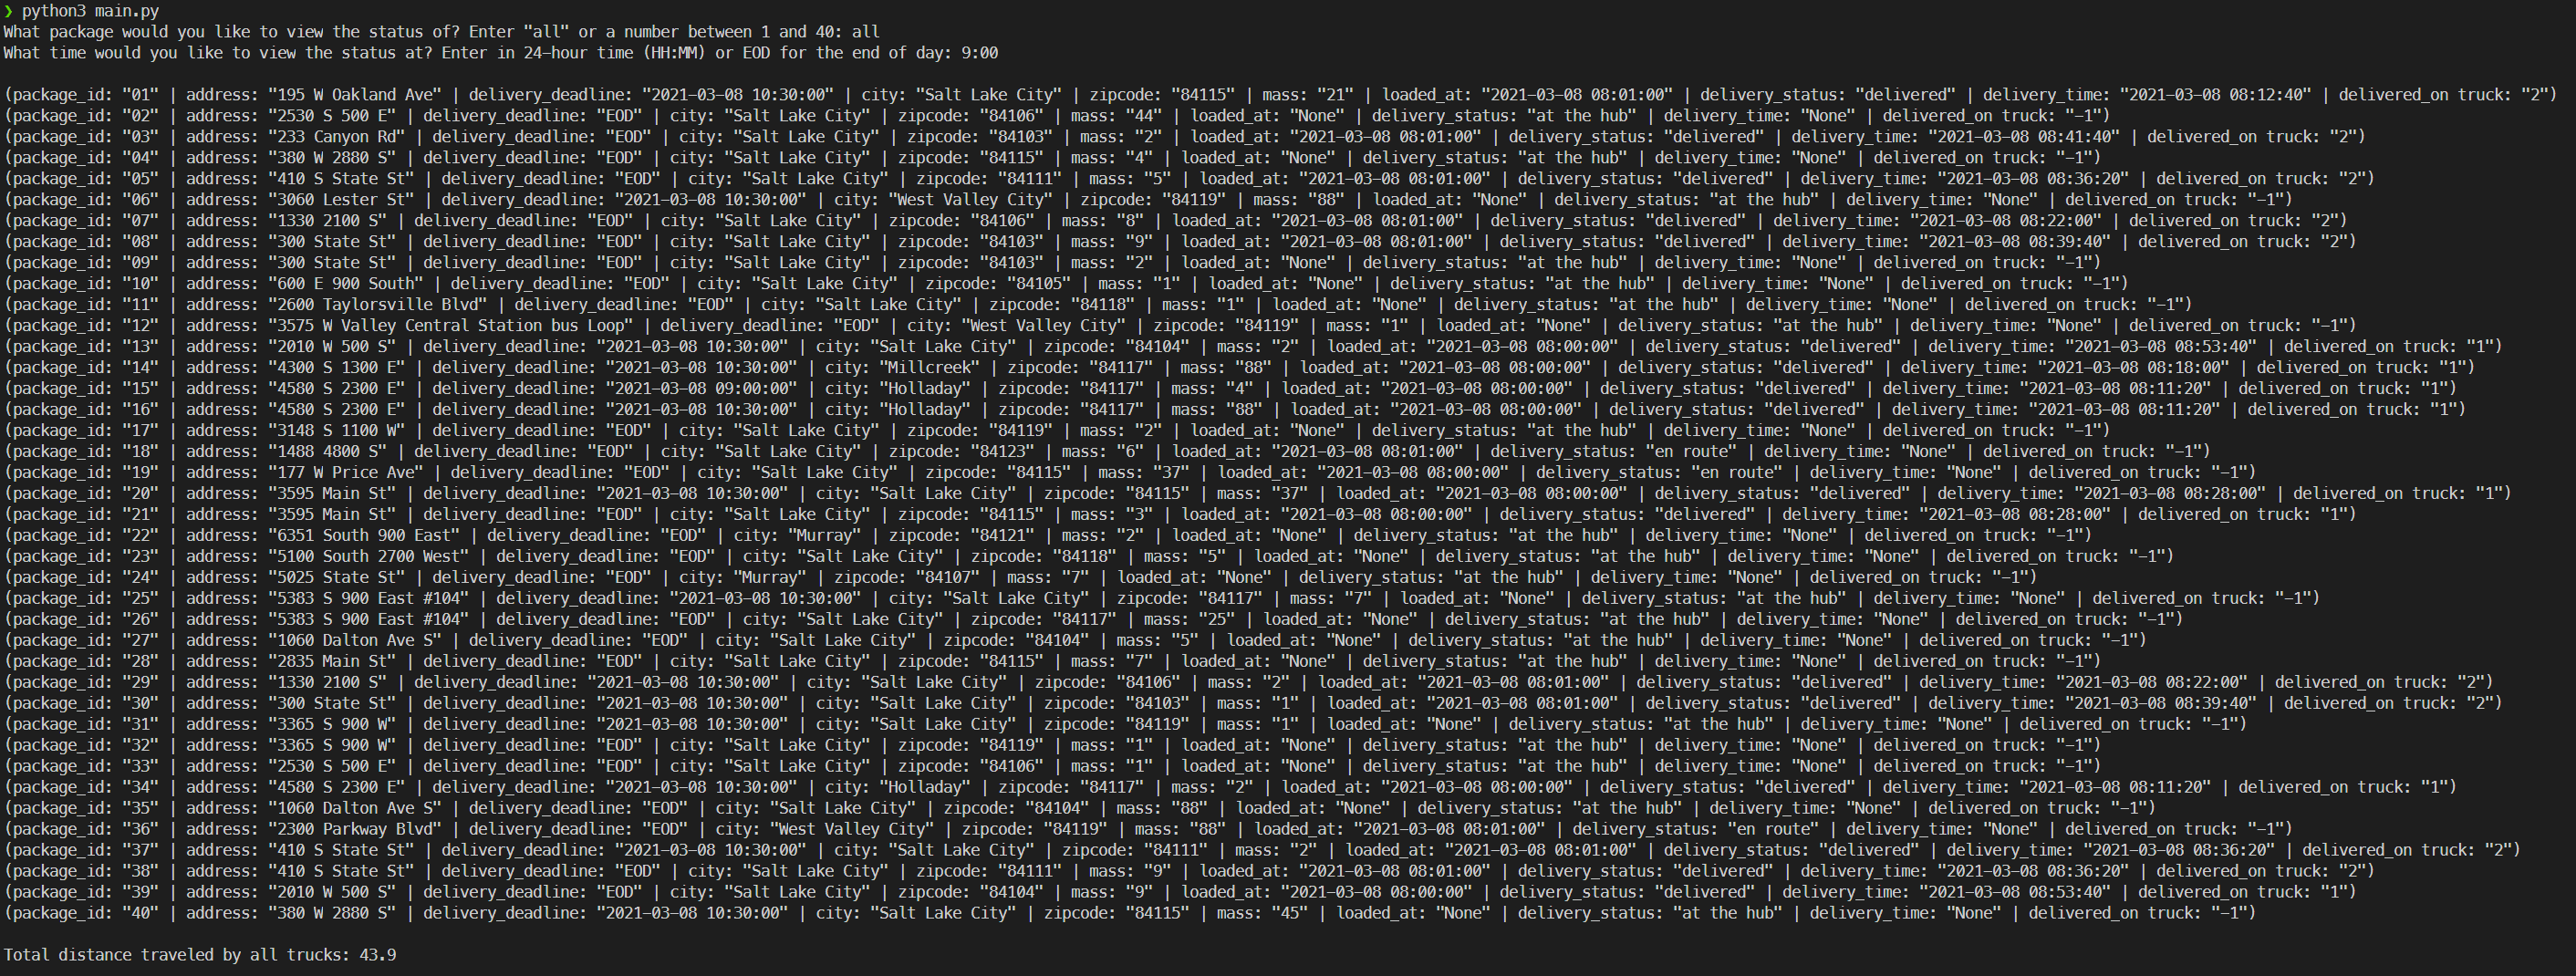 ❯ python3 main.py
What package would you like to view the status of? Enter "all" or a number between 1 and 40: all
What time would you like to view the status at? Enter in 24-hour time (HH:MM) or EOD for the end of day: 9:00
(package_id: "01" | address: "195 W Oakland Ave" | delivery_deadline: "2021-03-08 10:30:00" | city: "Salt Lake City" | zipcode: "84115" | mass: "21" | loaded_at: "2021-03-08 08:01:00" | delivery_status: "delivered" | delivery_time: "2021-03-08 08:12:40" | delivered_on truck: "2")
(package_id: "02" | address: "2530 S 500 E" | delivery_deadline: "EOD" | city: "Salt Lake City" | zipcode: "84106" | mass: "44" | loaded_at: "None" | delivery_status: "at the hub" | delivery_time: "None" | delivered_on truck: "-1")
(package_id: "03" | address: "233 Canyon Rd" | delivery_deadline: "EOD" | city: "Salt Lake City" | zipcode: "84103" | mass: "2" | loaded_at: "2021-03-08 08:01:00" | delivery_status: "delivered" | delivery_time: "2021-03-08 08:41:40" | delivered_on truck: "2")
(package_id: "04" | address: "380 W 2880 S" | delivery_deadline: "EOD" | city: "Salt Lake City" | zipcode: "84115" | mass: "4" | loaded_at: "None" | delivery_status: "at the hub" | delivery_time: "None" | delivered_on truck: "-1")
(package_id: "05" | address: "410 S State St" | delivery_deadline: "EOD" | city: "Salt Lake City" | zipcode: "84111" | mass: "5" | loaded_at: "2021-03-08 08:01:00" | delivery_status: "delivered" | delivery_time: "2021-03-08 08:36:20" | delivered_on truck: "2")
(package_id: "06" | address: "3060 Lester St" | delivery_deadline: "2021-03-08 10:30:00" | city: "West Valley City" | zipcode: "84119" | mass: "88" | loaded_at: "None" | delivery_status: "at the hub" | delivery_time: "None" | delivered_on truck: "-1")
(package_id: "07" | address: "1330 2100 S" | delivery_deadline: "EOD" | city: "Salt Lake City" | zipcode: "84106" | mass: "8" | loaded_at: "2021-03-08 08:01:00" | delivery_status: "delivered" | delivery_time: "2021-03-08 08:22:00" | delivered_on truck: "2")
(package_id: "08" | address: "300 State St" | delivery_deadline: "EOD" | city: "Salt Lake City" | zipcode: "84103" | mass: "9" | loaded_at: "2021-03-08 08:01:00" | delivery_status: "delivered" | delivery_time: "2021-03-08 08:39:40" | delivered_on truck: "2")
(package_id: "09" | address: "300 State St" | delivery_deadline: "EOD" | city: "Salt Lake City" | zipcode: "84103" | mass: "2" | loaded_at: "None" | delivery_status: "at the hub" | delivery_time: "None" | delivered_on truck: "-1")
(package_id: "10" | address: "600 E 900 South" | delivery_deadline: "EOD" | city: "Salt Lake City" | zipcode: "84105" | mass: "1" | loaded_at: "None" | delivery_status: "at the hub" | delivery_time: "None" | delivered_on truck: "-1")
(package_id: "11" | address: "2600 Taylorsville Blvd" | delivery_deadline: "EOD" | city: "Salt Lake City" | zipcode: "84118" | mass: "1" | loaded_at: "None" | delivery_status: "at the hub" | delivery_time: "None" | delivered_on truck: "-1")
(package_id: "12" | address: "3575 W Valley Central Station bus Loop" | delivery_deadline: "EOD" | city: "West Valley City" | zipcode: "84119" | mass: "1" | loaded_at: "None" | delivery_status: "at the hub" | delivery_time: "None" | delivered_on truck: "-1")
(package_id: "13" | address: "2010 W 500 S" | delivery_deadline: "2021-03-08 10:30:00" | city: "Salt Lake City" | zipcode: "84104" | mass: "2" | loaded_at: "2021-03-08 08:00:00" | delivery_status: "delivered" | delivery_time: "2021-03-08 08:53:40" | delivered_on truck: "1")
(package_id: "14" | address: "4300 S 1300 E" | delivery_deadline: "2021-03-08 10:30:00" | city: "Millcreek" | zipcode: "84117" | mass: "88" | loaded_at: "2021-03-08 08:00:00" | delivery_status: "delivered" | delivery_time: "2021-03-08 08:18:00" | delivered_on truck: "1")
(package_id: "15" | address: "4580 S 2300 E" | delivery_deadline: "2021-03-08 09:00:00" | city: "Holladay" | zipcode: "84117" | mass: "4" | loaded_at: "2021-03-08 08:00:00" | delivery_status: "delivered" | delivery_time: "2021-03-08 08:11:20" | delivered_on truck: "1")
(package_id: "16" | address: "4580 S 2300 E" | delivery_deadline: "2021-03-08 10:30:00" | city: "Holladay" | zipcode: "84117" | mass: "88" | loaded_at: "2021-03-08 08:00:00" | delivery_status: "delivered" | delivery_time: "2021-03-08 08:11:20" | delivered_on truck: "1")
(package_id: "17" | address: "3148 S 1100 W" | delivery_deadline: "EOD" | city: "Salt Lake City" | zipcode: "84119" | mass: "2" | loaded_at: "None" | delivery_status: "at the hub" | delivery_time: "None" | delivered_on truck: "-1")
(package_id: "18" | address: "1488 4800 S" | delivery_deadline: "EOD" | city: "Salt Lake City" | zipcode: "84123" | mass: "6" | loaded_at: "2021-03-08 08:01:00" | delivery_status: "en route" | delivery_time: "None" | delivered_on truck: "-1")
(package_id: "19" | address: "177 W Price Ave" | delivery_deadline: "EOD" | city: "Salt Lake City" | zipcode: "84115" | mass: "37" | loaded_at: "2021-03-08 08:00:00" | delivery_status: "en route" | delivery_time: "None" | delivered_on truck: "-1")
(package_id: "20" | address: "3595 Main St" | delivery_deadline: "2021-03-08 10:30:00" | city: "Salt Lake City" | zipcode: "84115" | mass: "37" | loaded_at: "2021-03-08 08:00:00" | delivery_status: "delivered" | delivery_time: "2021-03-08 08:28:00" | delivered_on truck: "1")
(package_id: "21" | address: "3595 Main St" | delivery_deadline: "EOD" | city: "Salt Lake City" | zipcode: "84115" | mass: "3" | loaded_at: "2021-03-08 08:00:00" | delivery_status: "delivered" | delivery_time: "2021-03-08 08:28:00" | delivered_on truck: "1")
(package_id: "22" | address: "6351 South 900 East" | delivery_deadline: "EOD" | city: "Murray" | zipcode: "84121" | mass: "2" | loaded_at: "None" | delivery_status: "at the hub" | delivery_time: "None" | delivered_on truck: "-1")
(package_id: "23" | address: "5100 South 2700 West" | delivery_deadline: "EOD" | city: "Salt Lake City" | zipcode: "84118" | mass: "5" | loaded_at: "None" | delivery_status: "at the hub" | delivery_time: "None" | delivered_on truck: "-1")
(package_id: "24" | address: "5025 State St" | delivery_deadline: "EOD" | city: "Murray" | zipcode: "84107" | mass: "7" | loaded_at: "None" | delivery_status: "at the hub" | delivery_time: "None" | delivered_on truck: "-1")
(package_id: "25" | address: "5383 S 900 East #104" | delivery_deadline: "2021-03-08 10:30:00" | city: "Salt Lake City" | zipcode: "84117" | mass: "7" | loaded_at: "None" | delivery_status: "at the hub" | delivery_time: "None" | delivered_on truck: "-1")
(package_id: "26" | address: "5383 S 900 East #104" | delivery_deadline: "EOD" | city: "Salt Lake City" | zipcode: "84117" | mass: "25" | loaded_at: "None" | delivery_status: "at the hub" | delivery_time: "None" | delivered_on truck: "-1")
(package_id: "27" | address: "1060 Dalton Ave S" | delivery_deadline: "EOD" | city: "Salt Lake City" | zipcode: "84104" | mass: "5" | loaded_at: "None" | delivery_status: "at the hub" | delivery_time: "None" | delivered_on truck: "-1")
(package_id: "28" | address: "2835 Main St" | delivery_deadline: "EOD" | city: "Salt Lake City" | zipcode: "84115" | mass: "7" | loaded_at: "None" | delivery_status: "at the hub" | delivery_time: "None" | delivered_on truck: "-1")
(package_id: "29" | address: "1330 2100 S" | delivery_deadline: "2021-03-08 10:30:00" | city: "Salt Lake City" | zipcode: "84106" | mass: "2" | loaded_at: "2021-03-08 08:01:00" | delivery_status: "delivered" | delivery_time: "2021-03-08 08:22:00" | delivered_on truck: "2")
(package_id: "30" | address: "300 State St" | delivery_deadline: "2021-03-08 10:30:00" | city: "Salt Lake City" | zipcode: "84103" | mass: "1" | loaded_at: "2021-03-08 08:01:00" | delivery_status: "delivered" | delivery_time: "2021-03-08 08:39:40" | delivered_on truck: "2")
(package_id: "31" | address: "3365 S 900 W" | delivery_deadline: "2021-03-08 10:30:00" | city: "Salt Lake City" | zipcode: "84119" | mass: "1" | loaded_at: "None" | delivery_status: "at the hub" | delivery_time: "None" | delivered_on truck: "-1")
(package_id: "32" | address: "3365 S 900 W" | delivery_deadline: "EOD" | city: "Salt Lake City" | zipcode: "84119" | mass: "1" | loaded_at: "None" | delivery_status: "at the hub" | delivery_time: "None" | delivered_on truck: "-1")
(package_id: "33" | address: "2530 S 500 E" | delivery_deadline: "EOD" | city: "Salt Lake City" | zipcode: "84106" | mass: "1" | loaded_at: "None" | delivery_status: "at the hub" | delivery_time: "None" | delivered_on truck: "-1")
(package_id: "34" | address: "4580 S 2300 E" | delivery_deadline: "2021-03-08 10:30:00" | city: "Holladay" | zipcode: "84117" | mass: "2" | loaded_at: "2021-03-08 08:00:00" | delivery_status: "delivered" | delivery_time: "2021-03-08 08:11:20" | delivered_on truck: "1")
(package_id: "35" | address: "1060 Dalton Ave S" | delivery_deadline: "EOD" | city: "Salt Lake City" | zipcode: "84104" | mass: "88" | loaded_at: "None" | delivery_status: "at the hub" | delivery_time: "None" | delivered_on truck: "-1")
(package_id: "36" | address: "2300 Parkway Blvd" | delivery_deadline: "EOD" | city: "West Valley City" | zipcode: "84119" | mass: "88" | loaded_at: "2021-03-08 08:01:00" | delivery_status: "en route" | delivery_time: "None" | delivered_on truck: "-1")
(package_id: "37" | address: "410 S State St" | delivery_deadline: "2021-03-08 10:30:00" | city: "Salt Lake City" | zipcode: "84111" | mass: "2" | loaded_at: "2021-03-08 08:01:00" | delivery_status: "delivered" | delivery_time: "2021-03-08 08:36:20" | delivered_on truck: "2")
(package_id: "38" | address: "410 S State St" | delivery_deadline: "EOD" | city: "Salt Lake City" | zipcode: "84111" | mass: "9" | loaded_at: "2021-03-08 08:01:00" | delivery_status: "delivered" | delivery_time: "2021-03-08 08:36:20" | delivered_on truck: "2")
(package_id: "39" | address: "2010 W 500 S" | delivery_deadline: "EOD" | city: "Salt Lake City" | zipcode: "84104" | mass: "9" | loaded_at: "2021-03-08 08:00:00" | delivery_status: "delivered" | delivery_time: "2021-03-08 08:53:40" | delivered_on truck: "1")
(package_id: "40" | address: "380 W 2880 S" | delivery_deadline: "2021-03-08 10:30:00" | city: "Salt Lake City" | zipcode: "84115" | mass: "45" | loaded_at: "None" | delivery_status: "at the hub" | delivery_time: "None" | delivered_on truck: "-1")
Total distance traveled by all trucks: 43.9